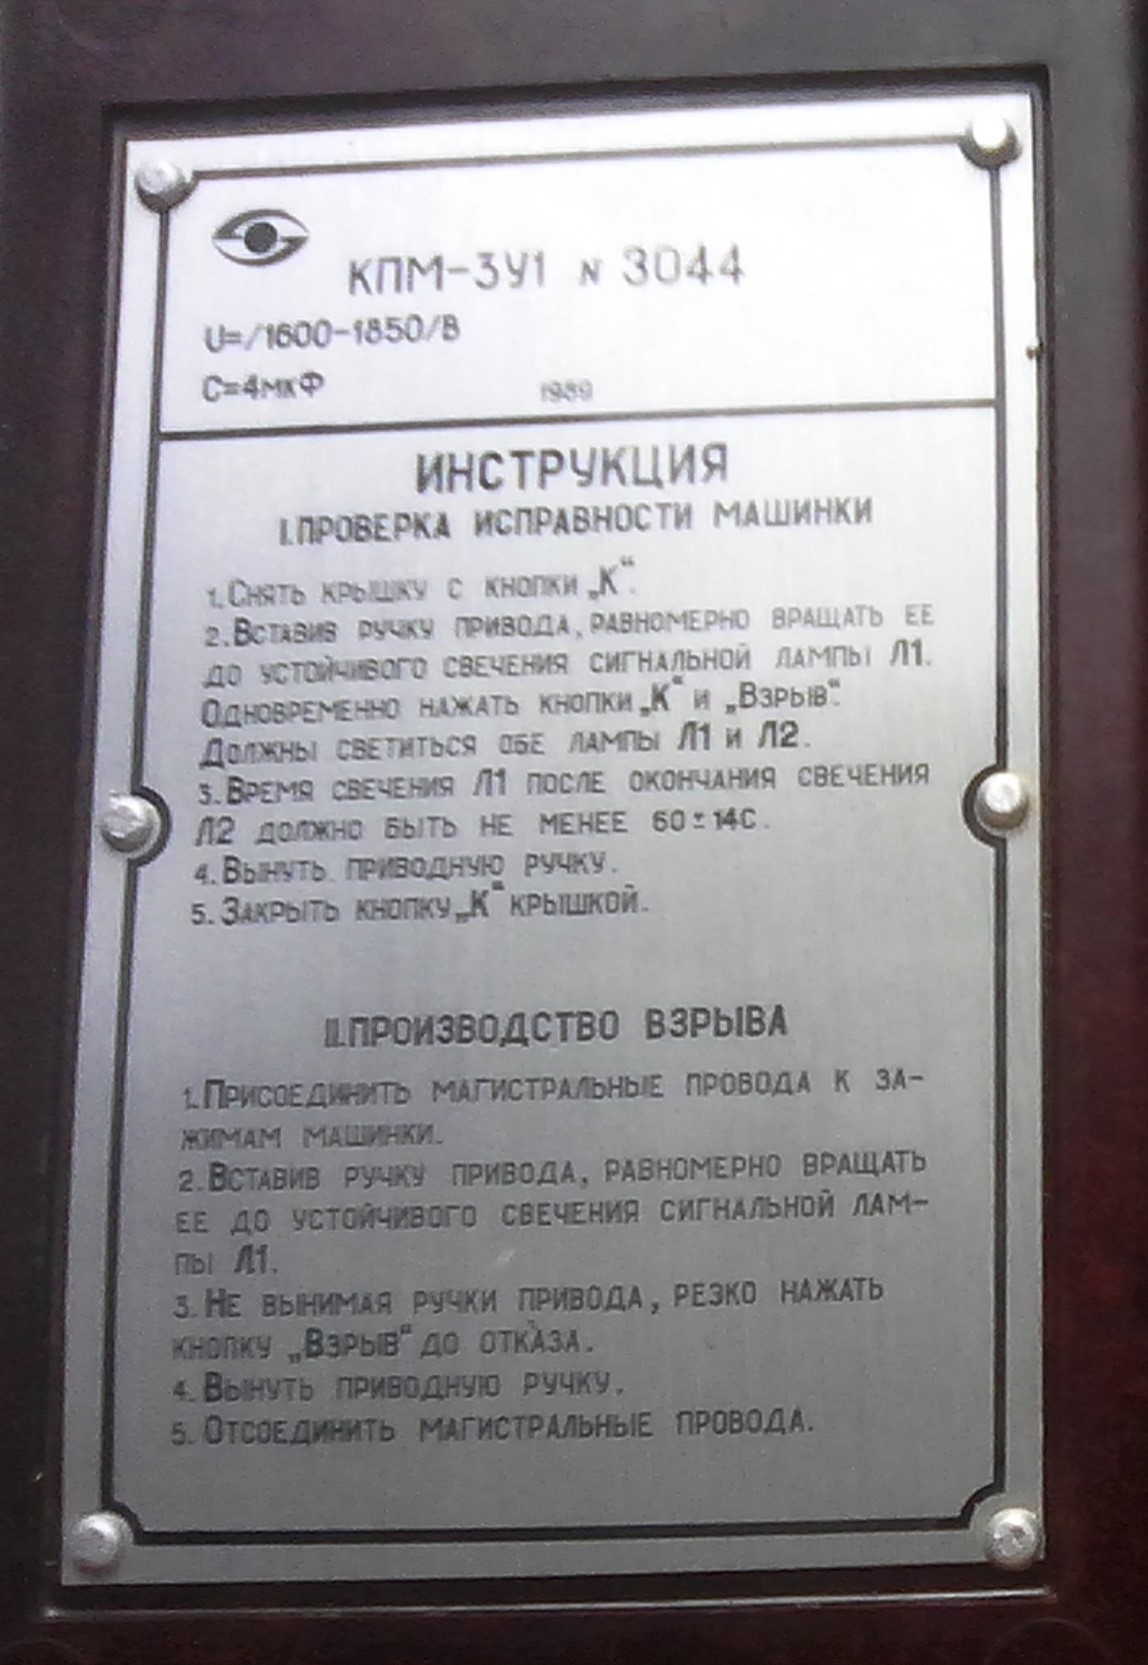 КПМ-3У1 N 3044
U=/1600-1850/В
С=4мкФ 1989
ИНСТРУКЦИЯ
I.ПРОВЕРКА ИСПРАВНОСТИ МАШИНКИ
1.Снять крышку с кнопки „К“.
2.Вставив ручку привода, равномерно вращать ее
до устойчивого свечения сигнальной лампы Л1.
Одновременно нажать кнопки „К“ и „Взрыв“.
Должны светиться обе лампы Л1 и Л2.
3.Время свечения Л1 после окончания свечения
Л2 должно быть не менее 60±14с.
4.Вынуть приводную ручку.
5.Закрыть кнопку „К“ крышкой.
II.ПРОИЗВОДСТВО ВЗРЫВА
1.Присоединить магистральные провода к за-
жимам машинки.
2.Вставив ручку привода, равномерно вращать
ее до устойчивого свечения сигнальной лам-
пы Л1.
3.Не вынимая ручки привода, резко нажать
кнопку „Взрыв“ до отказа.
4.Вынуть приводную ручку.
5.Отсоединить магистральные провода.